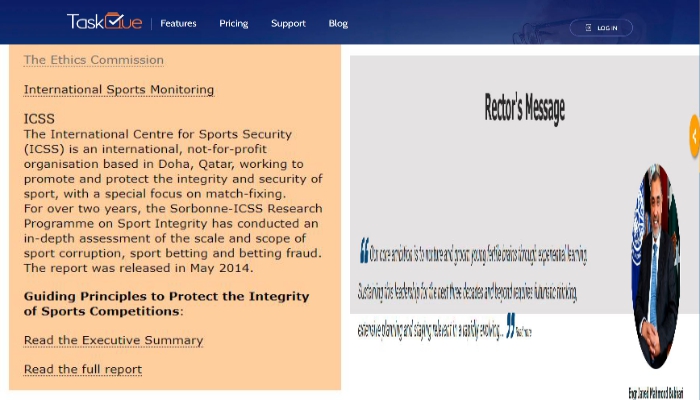 TaskQue
Features
Pricing
Support
Blog
LOG IN
The Ethics Commission
International Sports Monitoring
ICSS
The International Centre for Sports Security
(ICSS) is an international, not-for-profit
organisation based in Doha, Qatar, working to
promote and protect the integrity and security of
sport, with a special focus on match-fixing.
For over two years, the Sorbonne-ICSS Research
Programme on Sport Integrity has conducted an
in-depth assessment of the scale and scope of
sport corruption, sport betting and betting fraud.
The report was released in May 2014.
Guiding Principles to Protect the Integrity
of Sports Competitions:
Read the Executive Summary
Read the full report
Rector's Message
“Our core ambition is to nurture and groom young fertile brains through experiential learning.
Sustaining this leadership for the next three decades and beyond requires futuristic thinking,
extensive planning and staying relevant in a rapidly evolving... ” Read more
Engr. Javed Mahmood Bukhari